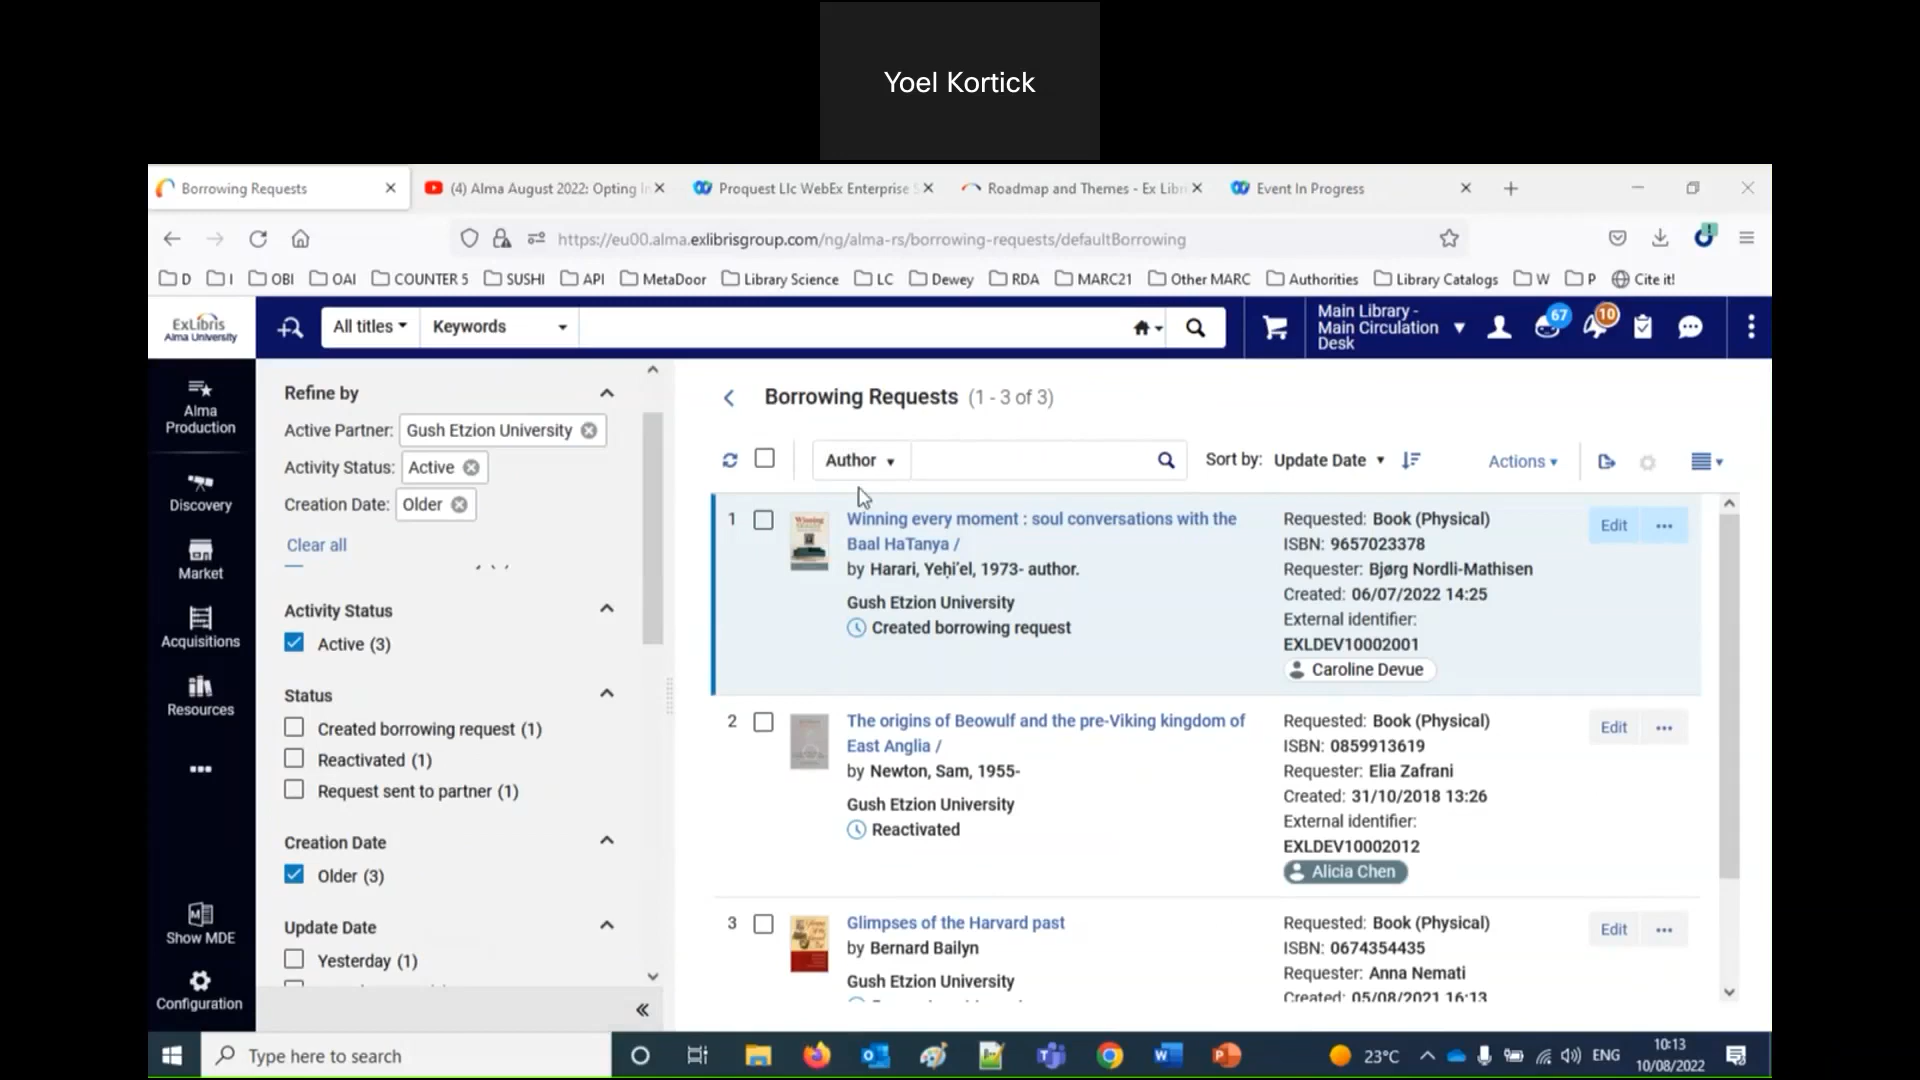 Yoel Kortick
Borrowing Requests
(4) Alma August 2022: Opting In
Proquest Llc WebEx Enterprise S
Roadmap and Themes - Ex Libri
Event In Progress
https://eu00.alma.exlibrisgroup.com/ng/alma-rs/borrowing-requests/defaultBorrowing
D
I
OBI
OAI
COUNTER 5
SUSHI
API
MetaDoor
Library Science
LC
Dewey
RDA
MARC21
Other MARC
Authorities
Library Catalogs
W
P
Cite it!
ExLibris
Alma University
All titles
Keywords
Main Library -
Main Circulation
Desk
67
10
Alma
Production
Discovery
Market
Acquisitions
Resources
Show MDE
Configuration
Refine by
Active Partner: Gush Etzion University
Activity Status: Active
Creation Date: Older
Clear all
Activity Status
Active (3)
Status
Created borrowing request (1)
Reactivated (1)
Request sent to partner (1)
Creation Date
Older (3)
Update Date
Yesterday (1)
Borrowing Requests (1 - 3 of 3)
Author
Sort by: Update Date
Actions
1
Winning every moment : soul conversations with the
Baal HaTanya /
by Harari, Yeḥi'el, 1973- author.
Gush Etzion University
Created borrowing request
Requested: Book (Physical)
ISBN: 9657023378
Requester: Bjørg Nordli-Mathisen
Created: 06/07/2022 14:25
External identifier:
EXLDEV10002001
Caroline Devue
Edit
2
The origins of Beowulf and the pre-Viking kingdom of
East Anglia /
by Newton, Sam, 1955-
Gush Etzion University
Reactivated
Requested: Book (Physical)
ISBN: 0859913619
Requester: Elia Zafrani
Created: 31/10/2018 13:26
External identifier:
EXLDEV10002012
Alicia Chen
Edit
3
Glimpses of the Harvard past
by Bernard Bailyn
Gush Etzion University
Requested: Book (Physical)
ISBN: 0674354435
Requester: Anna Nemati
Created: 05/08/2021 16:13
Edit
Type here to search
23°C
ENG
10:13
10/08/2022